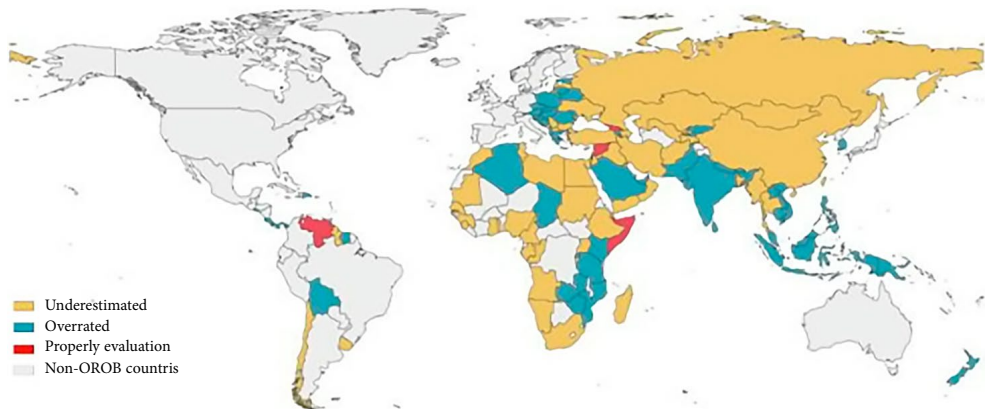 Underestimated
Overrated
Properly evaluation
Non-OROB countris